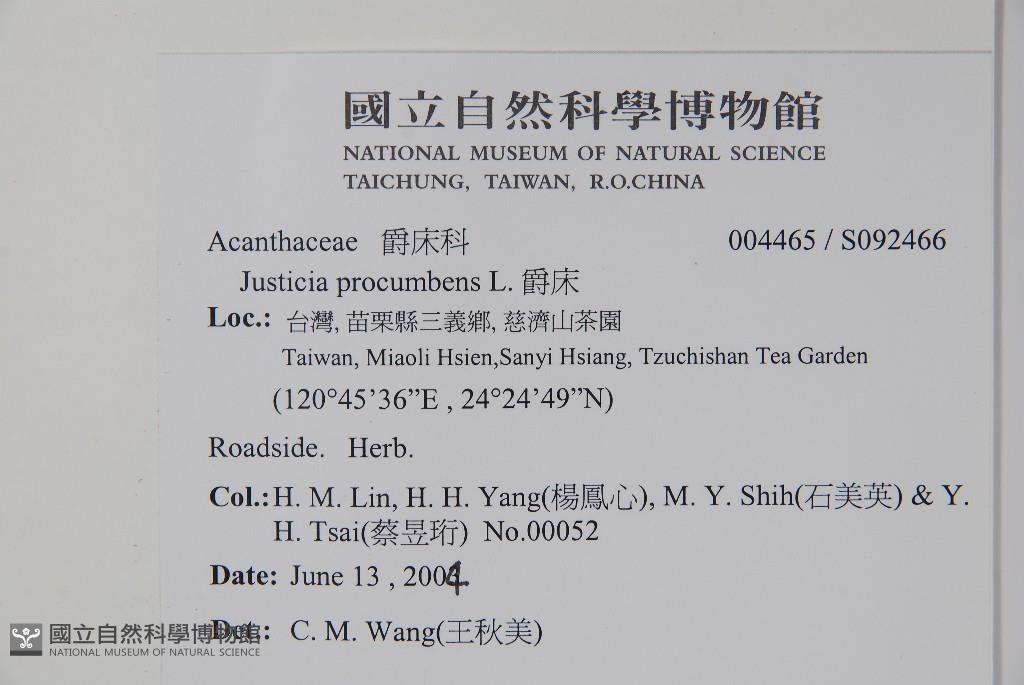 國立自然科學博物館
NATIONAL MUSEUM OF NATURAL SCIENCE
TAICHUNG, TAIWAN, R.O.CHINA
Acanthaceae 爵床科 004465 / S092466
Justicia procumbens L. 爵床
Loc.: 台灣, 苗栗縣三義鄉, 慈濟山茶園
Taiwan, Miaoli Hsien,Sanyi Hsiang, Tzuchishan Tea Garden
(120°45’36”E , 24°24’49”N)
Roadside. Herb.
Col.: H. M. Lin, H. H. Yang(楊鳳心), M. Y. Shih(石美英) & Y.
H. Tsai(蔡昱珩) No.00052
Date: June 13 , 2004
Det.: C. M. Wang(王秋美)
國立自然科學博物館
NATIONAL MUSEUM OF NATURAL SCIENCE